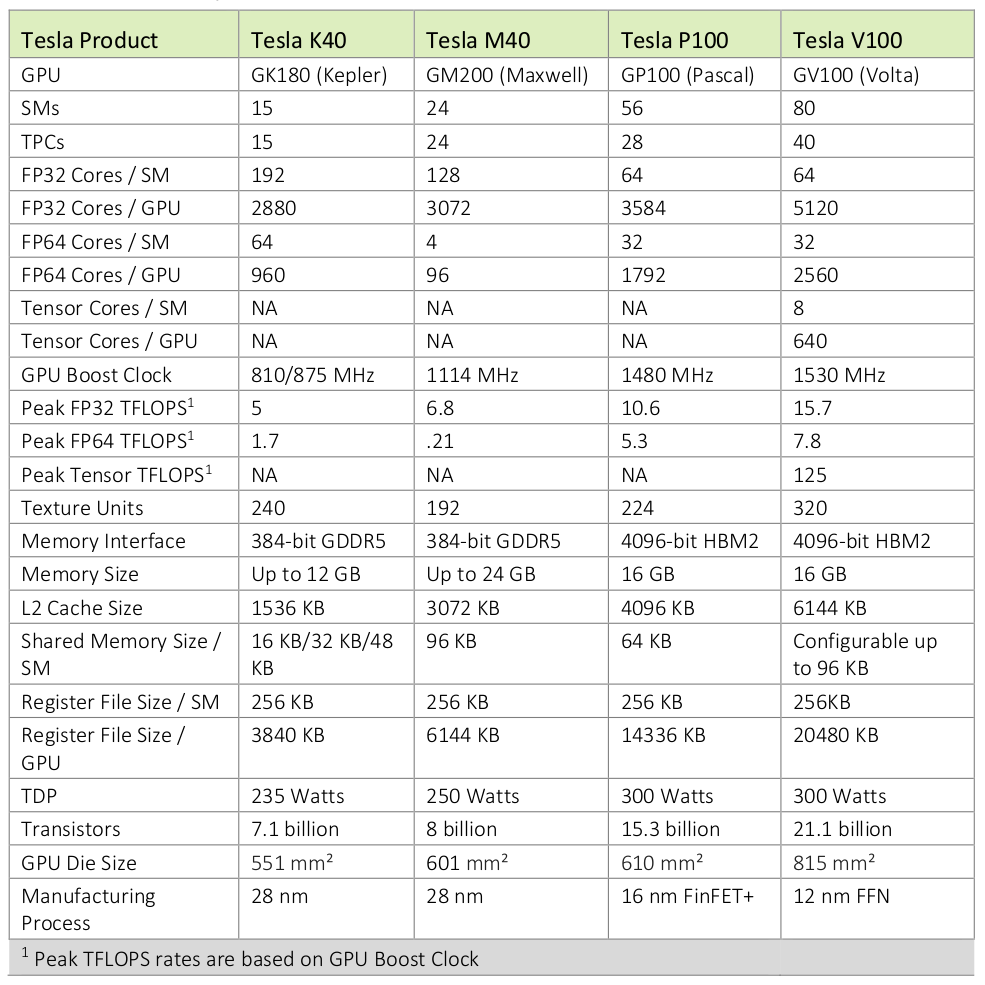 Tesla Product Tesla K40 Tesla M40 Tesla P100 Tesla V100
GPU GK180 (Kepler) GM200 (Maxwell) GP100 (Pascal) GV100 (Volta)
SMs 15 24 56 80
TPCs 15 24 28 40
FP32 Cores / SM 192 128 64 64
FP32 Cores / GPU 2880 3072 3584 5120
FP64 Cores / SM 64 4 32 32
FP64 Cores / GPU 960 96 1792 2560
Tensor Cores / SM NA NA NA 8
Tensor Cores / GPU NA NA NA 640
GPU Boost Clock 810/875 MHz 1114 MHz 1480 MHz 1530 MHz
Peak FP32 TFLOPS¹ 5 6.8 10.6 15.7
Peak FP64 TFLOPS¹ 1.7 .21 5.3 7.8
Peak Tensor TFLOPS¹ NA NA NA 125
Texture Units 240 192 224 320
Memory Interface 384-bit GDDR5 384-bit GDDR5 4096-bit HBM2 4096-bit HBM2
Memory Size Up to 12 GB Up to 24 GB 16 GB 16 GB
L2 Cache Size 1536 KB 3072 KB 4096 KB 6144 KB
Shared Memory Size / 16 KB/32 KB/48 96 KB 64 KB Configurable up
SM KB to 96 KB
Register File Size / SM 256 KB 256 KB 256 KB 256KB
Register File Size / 3840 KB 6144 KB 14336 KB 20480 KB
GPU
TDP 235 Watts 250 Watts 300 Watts 300 Watts
Transistors 7.1 billion 8 billion 15.3 billion 21.1 billion
GPU Die Size 551 mm² 601 mm² 610 mm² 815 mm²
Manufacturing 28 nm 28 nm 16 nm FinFET+ 12 nm FFN
Process
¹ Peak TFLOPS rates are based on GPU Boost Clock